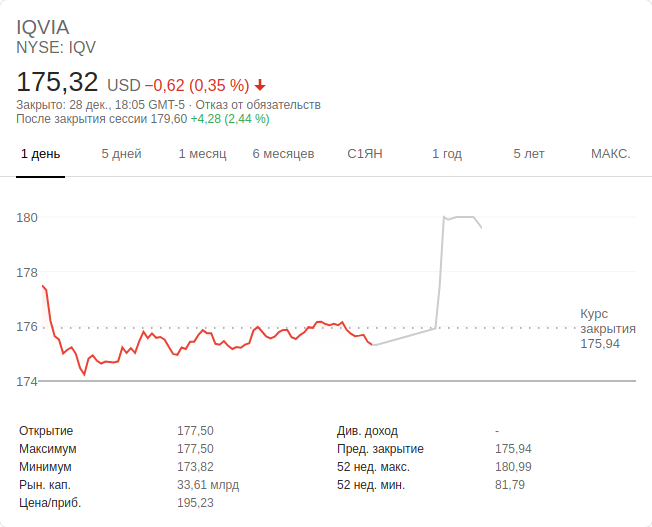 IQVIA
NYSE: IQV
175,32 USD −0,62 (0,35 %)
Закрыто: 28 дек., 18:05 GMT-5 · Отказ от обязательств
После закрытия сессии 179,60 +4,28 (2,44 %)
1 день 5 дней 1 месяц 6 месяцев С1ЯН 1 год 5 лет МАКС.
180
178
176
174
Курс
закрытия
175,94
Открытие 177,50 Див. доход -
Максимум 177,50 Пред. закрытие 175,94
Минимум 173,82 52 нед. макс. 180,99
Рын. кап. 33,61 млрд 52 нед. мин. 81,79
Цена/приб. 195,23